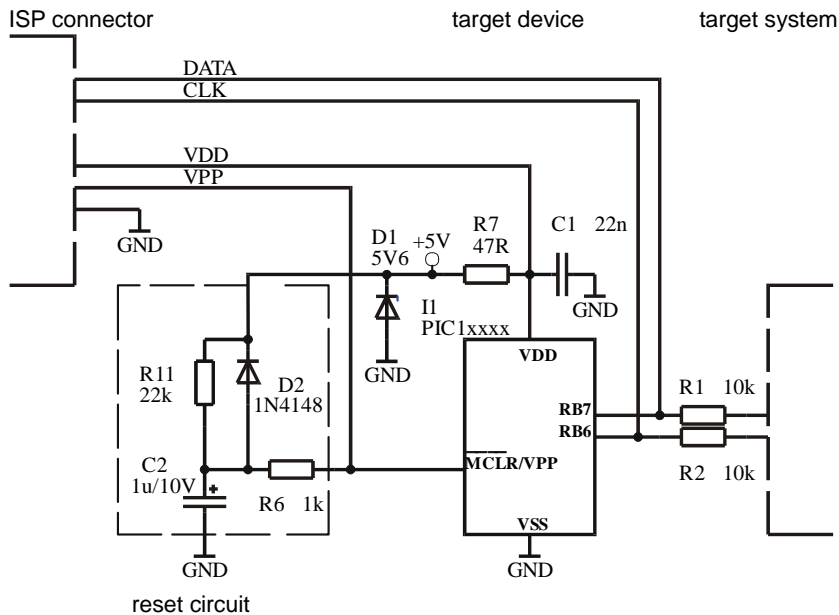 ISP connector
target device
target system
DATA
CLK
VDD
VPP
GND
D1
5V6
+5V
R7
47R
C1 22n
GND
I1
PIC1xxxx
GND
VDD
R11
22k
D2
1N4148
RB7
RB6
R1 10k
R2 10k
MCLR/VPP
C2
1u/10V
+
R6 1k
VSS
GND
GND
reset circuit